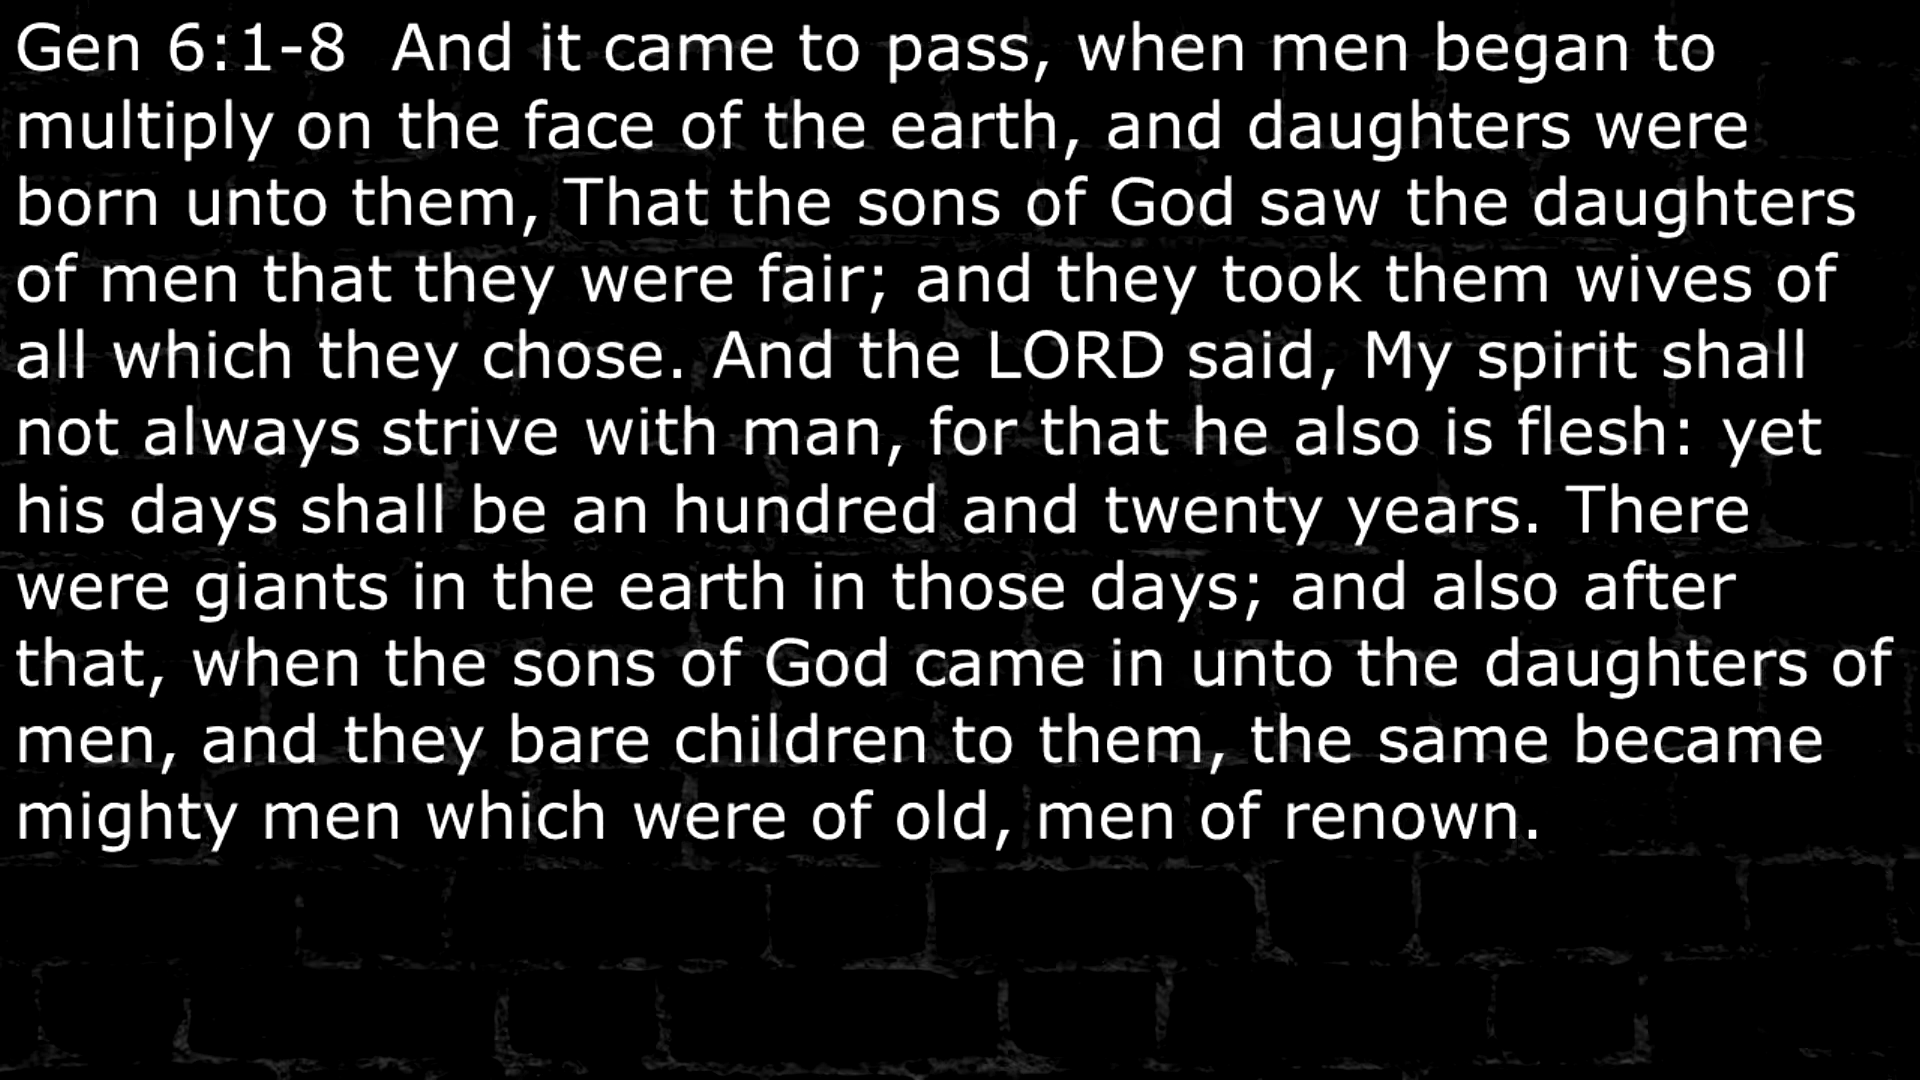 Gen 6:1-8  And it came to pass, when men began to
multiply on the face of the earth, and daughters were
born unto them, That the sons of God saw the daughters
of men that they were fair; and they took them wives of
all which they chose. And the LORD said, My spirit shall
not always strive with man, for that he also is flesh: yet
his days shall be an hundred and twenty years. There
were giants in the earth in those days; and also after
that, when the sons of God came in unto the daughters of
men, and they bare children to them, the same became
mighty men which were of old, men of renown.